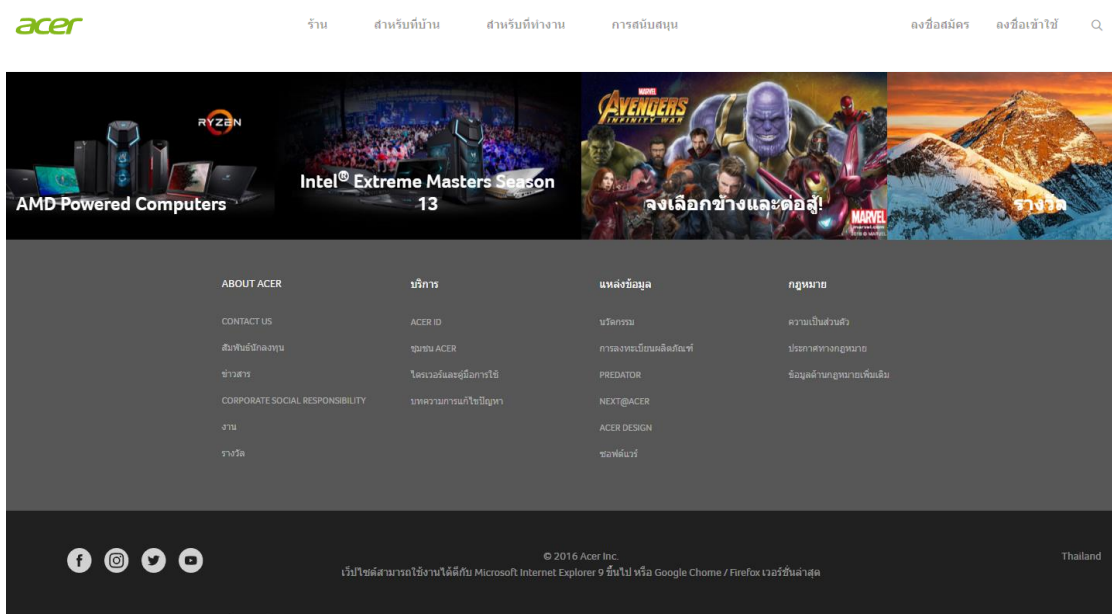 acer
ร้าน สำหรับที่บ้าน สำหรับที่ทำงาน การสนับสนุน ลงชื่อสมัคร ลงชื่อเข้าใช้
RYZEN
AMD Powered Computers
Intel® Extreme Masters Season
13
MARVEL
AVENGERS
INFINITY WAR
จงเลือกข้างและต่อสู้!
MARVEL
รางวัล
ABOUT ACER บริการ แหล่งข้อมูล กฎหมาย
CONTACT US ACER ID นวัตกรรม ความเป็นส่วนตัว
สัมพันธ์นักลงทุน ชุมชน ACER การลงทะเบียนผลิตภัณฑ์ ประกาศทางกฎหมาย
ข่าวสาร ไดรเวอร์และคู่มือการใช้ PREDATOR ข้อมูลด้านกฎหมายเพิ่มเติม
CORPORATE SOCIAL RESPONSIBILITY บทความการแก้ไขปัญหา NEXT@ACER
งาน ACER DESIGN
รางวัล ซอฟต์แวร์
© 2016 Acer Inc. Thailand
เว็ปไซต์สามารถใช้งานได้ดีกับ Microsoft Internet Explorer 9 ขึ้นไป หรือ Google Chome / Firefox เวอร์ชั่นล่าสุด